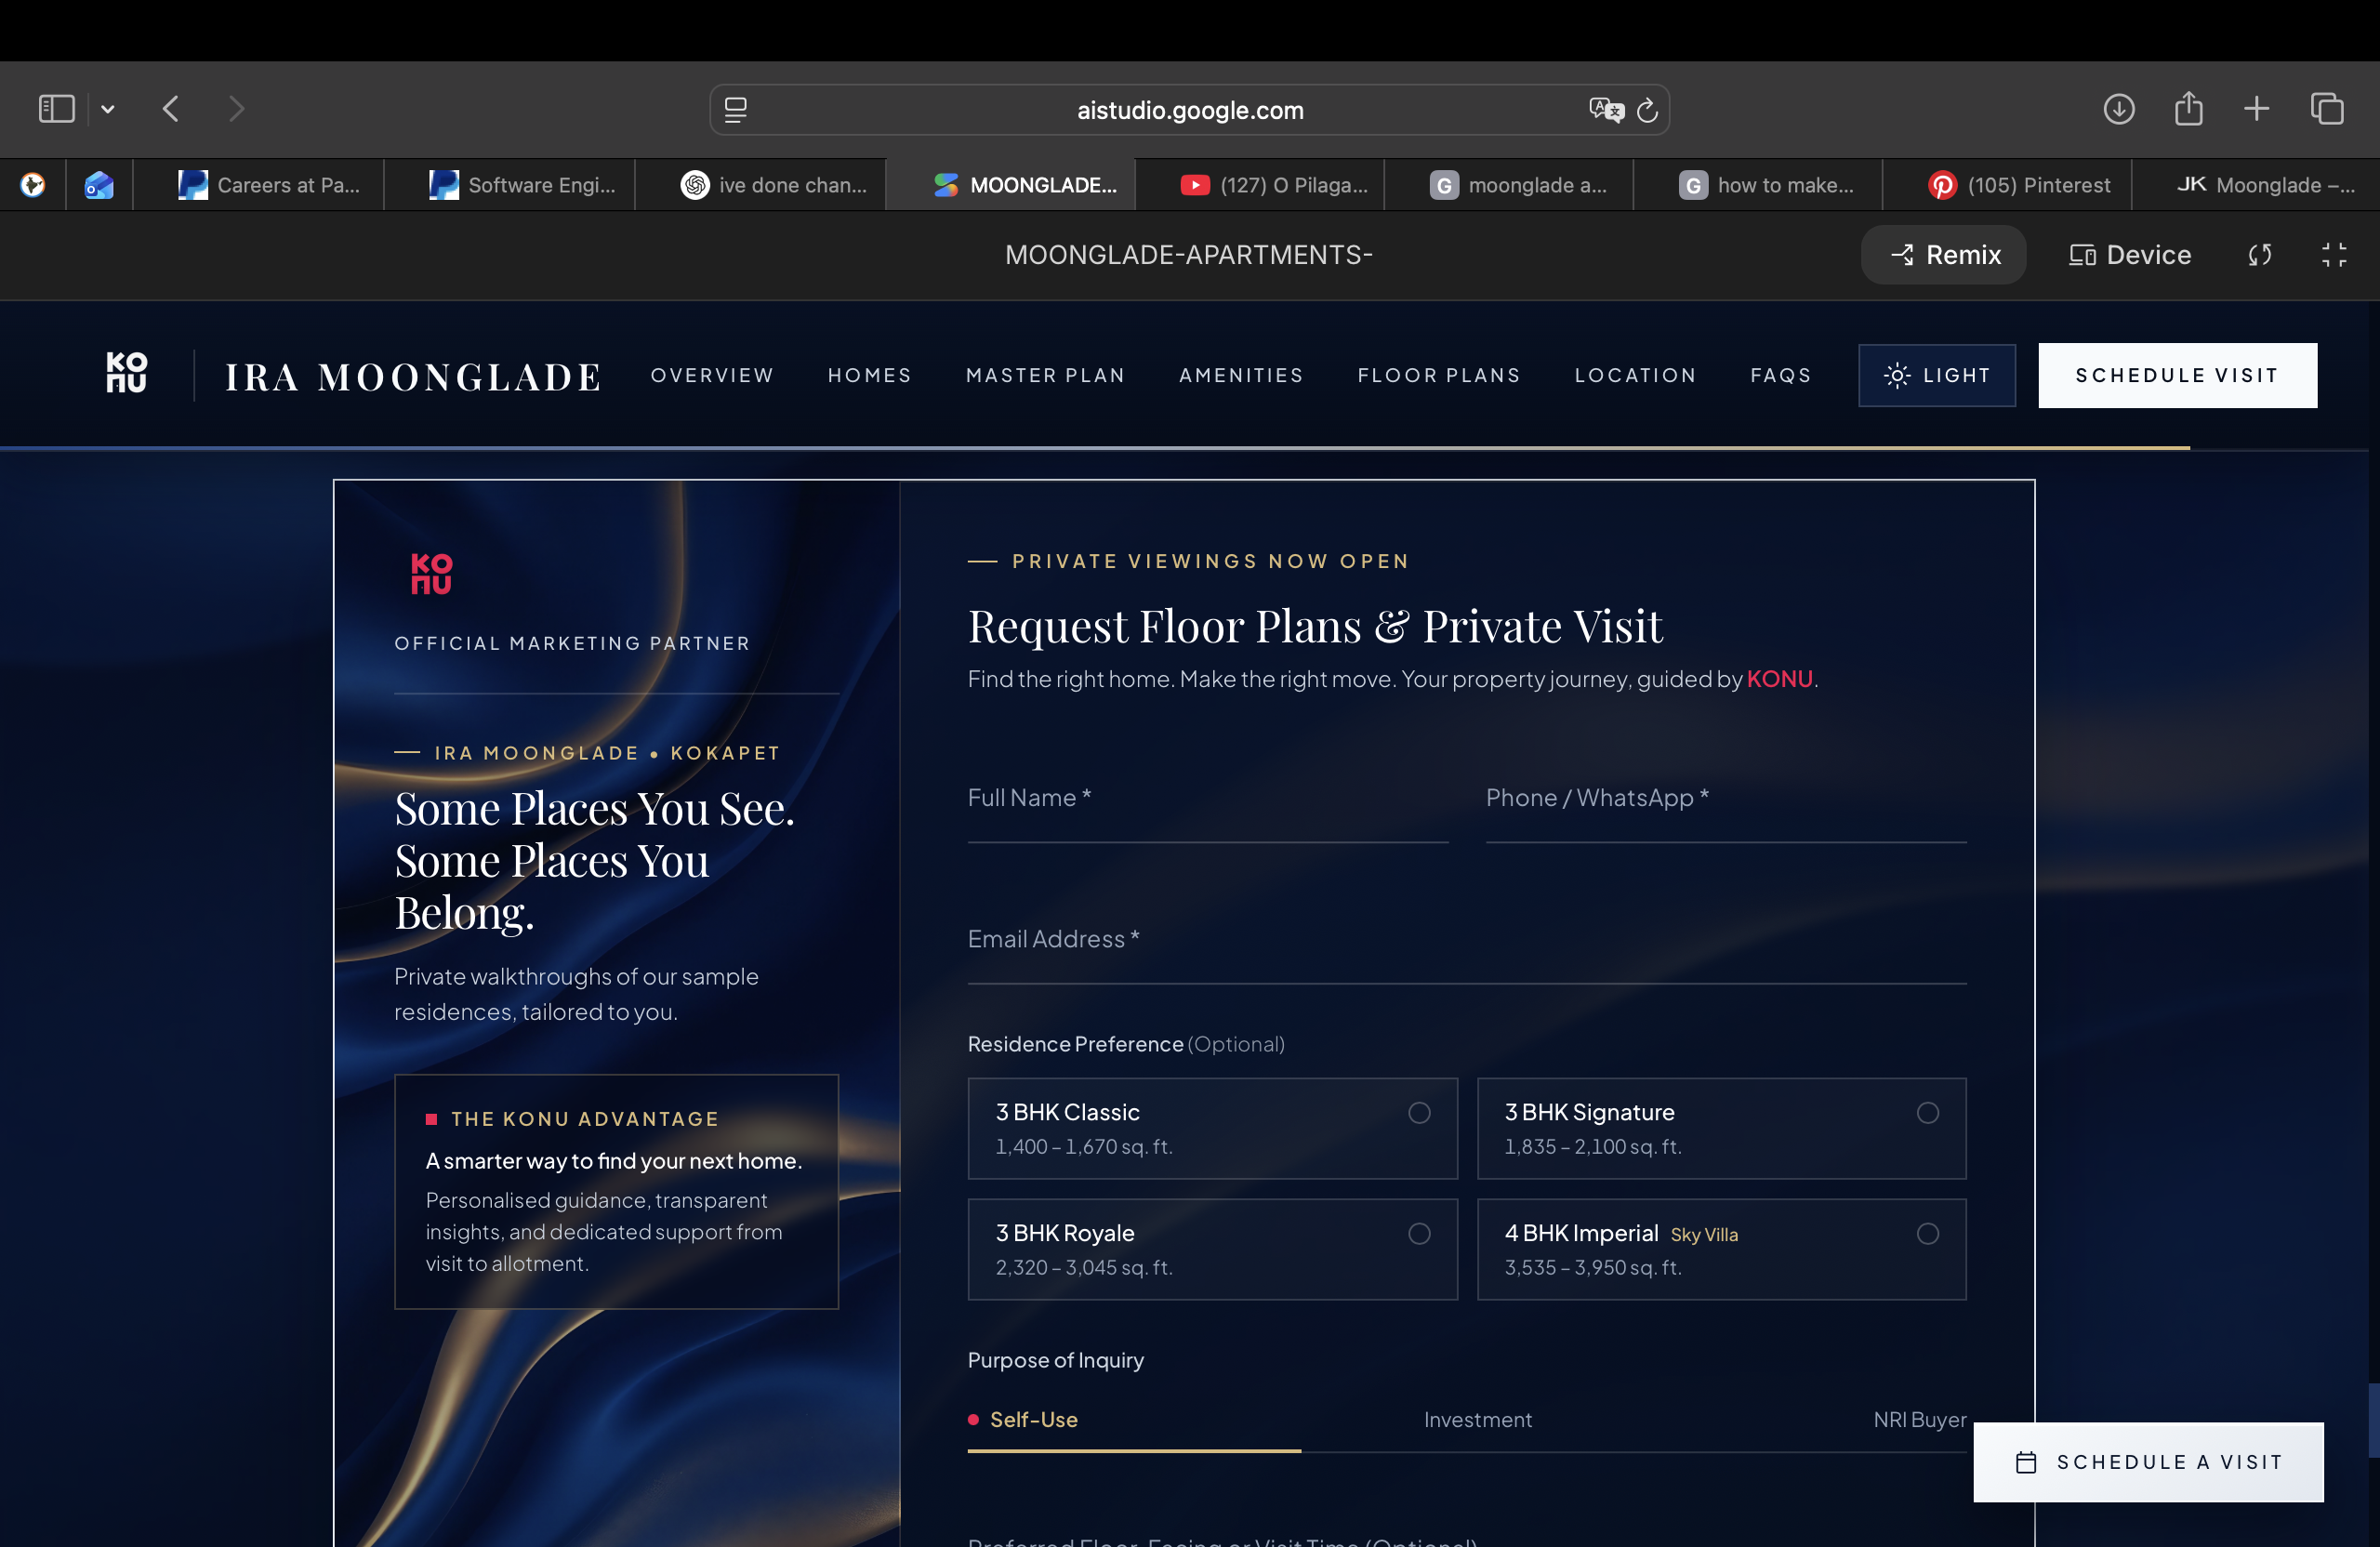 aistudio.google.com
Careers at Pa...
Software Engi...
ive done chan...
MOONGLADE...
(127) O Pilaga...
G
moonglade a...
G
how to make...
(105) Pinterest
JK
Moonglade –...
MOONGLADE-APARTMENTS-
Remix
Device
KO
NU
IRA MOONGLADE
OVERVIEW
HOMES
MASTER PLAN
AMENITIES
FLOOR PLANS
LOCATION
FAQS
LIGHT
SCHEDULE VISIT
KO
NU
OFFICIAL MARKETING PARTNER
IRA MOONGLADE • KOKAPET
Some Places You See.
Some Places You
Belong.
Private walkthroughs of our sample
residences, tailored to you.
THE KONU ADVANTAGE
A smarter way to find your next home.
Personalised guidance, transparent
insights, and dedicated support from
visit to allotment.
PRIVATE VIEWINGS NOW OPEN
Request Floor Plans & Private Visit
Find the right home. Make the right move. Your property journey, guided by KONU.
Full Name *
Phone / WhatsApp *
Email Address *
Residence Preference (Optional)
3 BHK Classic
1,400 – 1,670 sq. ft.
3 BHK Signature
1,835 – 2,100 sq. ft.
3 BHK Royale
2,320 – 3,045 sq. ft.
4 BHK Imperial Sky Villa
3,535 – 3,950 sq. ft.
Purpose of Inquiry
Self-Use
Investment
NRI Buyer
SCHEDULE A VISIT
Preferred Floor, Facing or Visit Time (Optional)